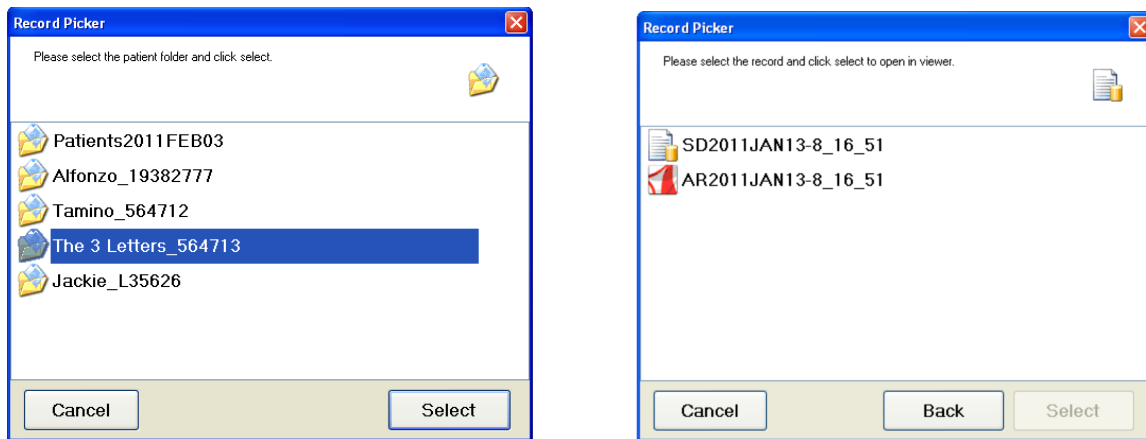 Record Picker
Please select the patient folder and click select.
Patients2011FEB03
Alfonzo_19382777
Tamino_564712
The 3 Letters_564713
Jackie_L35626
Cancel
Select
Record Picker
Please select the record and click select to open in viewer.
SD2011JAN13-8_16_51
AR2011JAN13-8_16_51
Cancel
Back
Select